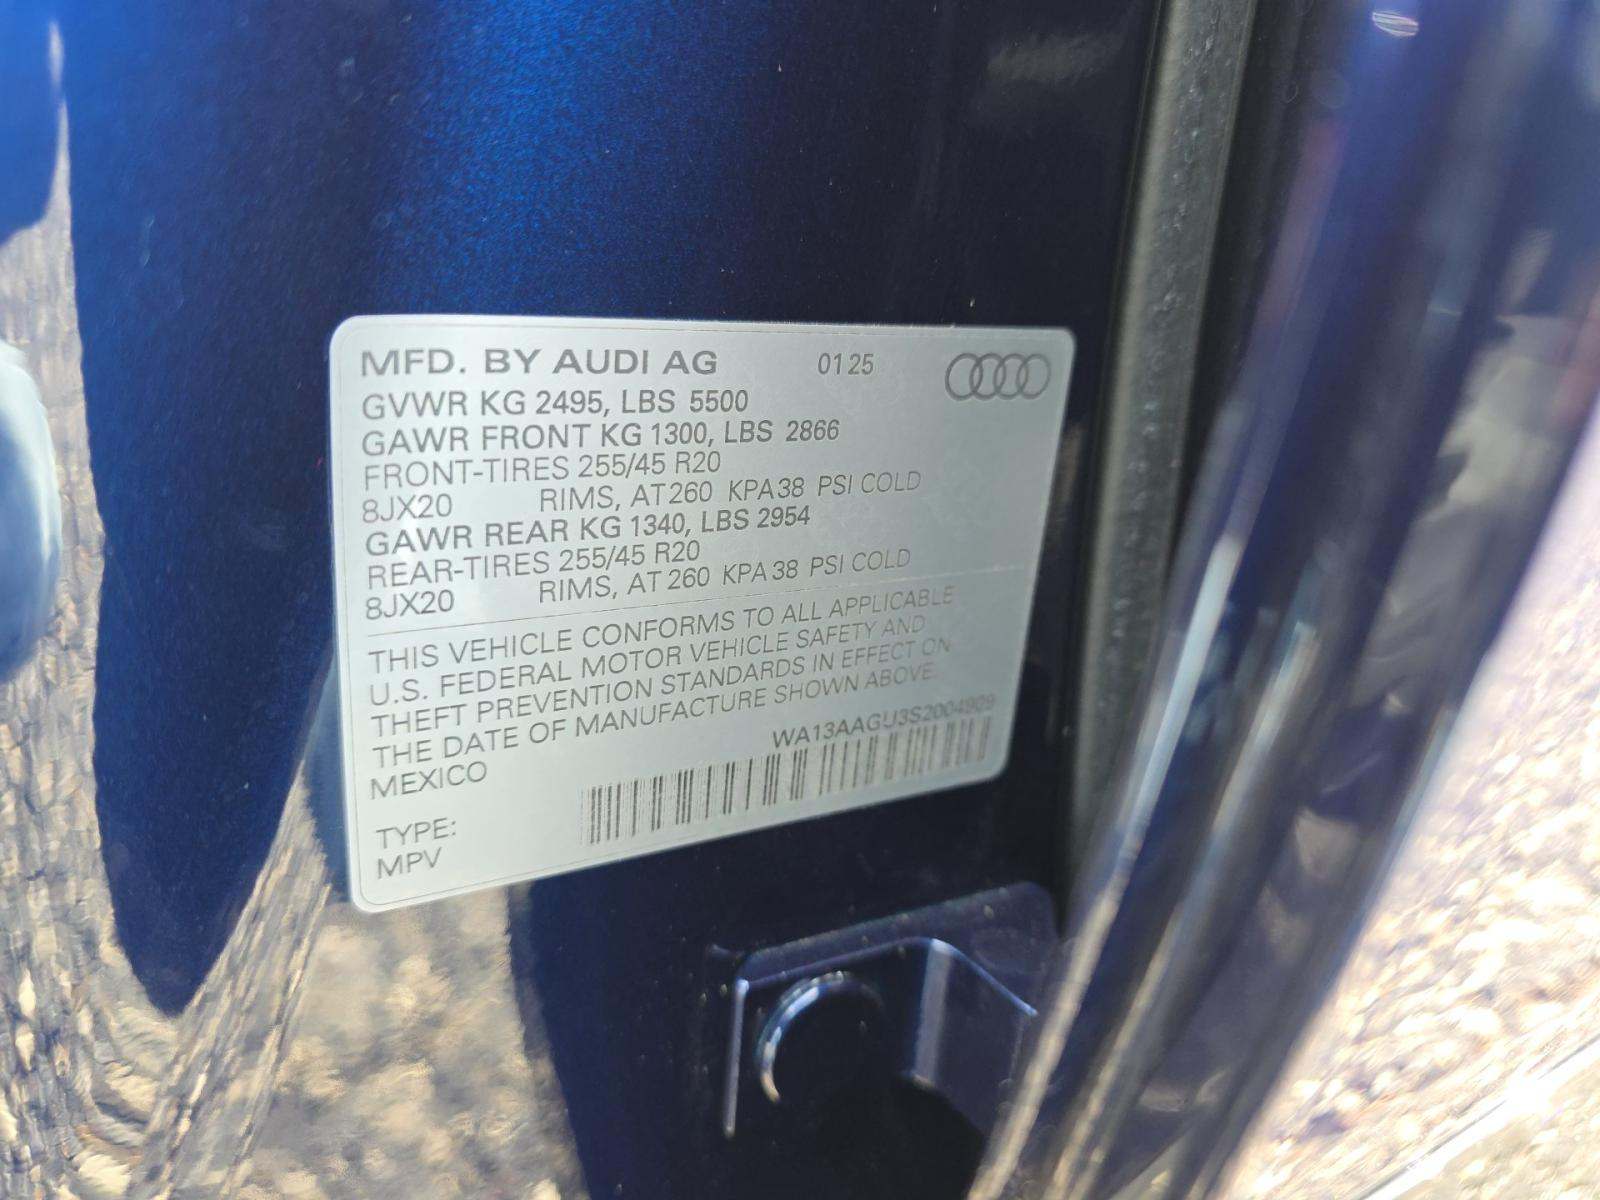 MFD. BY AUDI AG 01 25
GVWR KG 2495, LBS 5500
GAWR FRONT KG 1300, LBS 2866
FRONT-TIRES 255/45 R20
8JX20 RIMS, AT 260 KPA 38 PSI COLD
GAWR REAR KG 1340, LBS 2954
REAR-TIRES 255/45 R20
8JX20 RIMS, AT 260 KPA 38 PSI COLD
THIS VEHICLE CONFORMS TO ALL APPLICABLE
U.S. FEDERAL MOTOR VEHICLE SAFETY AND
THEFT PREVENTION STANDARDS IN EFFECT ON
THE DATE OF MANUFACTURE SHOWN ABOVE.
MEXICO
WA13AAGU3S2004909
TYPE:
MPV